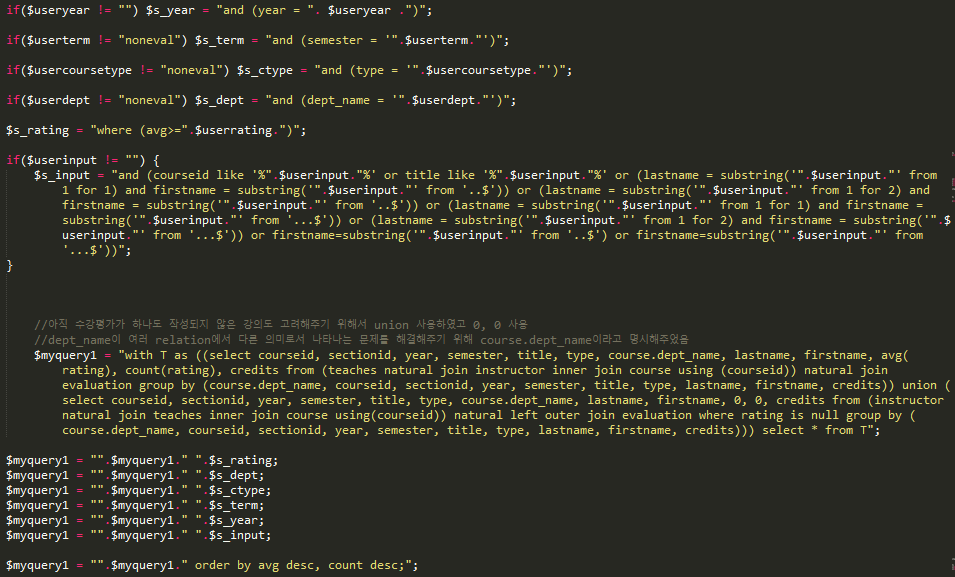 if($useryear != "") $s_year = "and (year = ". $useryear .")";
if($userterm != "noneval") $s_term = "and (semester = '".$userterm."')";
if($usercoursetype != "noneval") $s_ctype = "and (type = '".$usercoursetype."')";
if($userdept != "noneval") $s_dept = "and (dept_name = '".$userdept."')";
$s_rating = "where (avg>=".$userrating.")";
if($userinput != "") {
$s_input = "and (courseid like '%".$userinput."%' or title like '%".$userinput."%' or (lastname = substring('".$userinput."' from
1 for 1) and firstname = substring('".$userinput."' from '..$')) or (lastname = substring('".$userinput."' from 1 for 2) and
firstname = substring('".$userinput."' from '..$')) or (lastname = substring('".$userinput."' from 1 for 1) and firstname =
substring('".$userinput."' from '...$')) or (lastname = substring('".$userinput."' from 1 for 2) and firstname = substring('".$
userinput."' from '...$')) or firstname=substring('".$userinput."' from '..$') or firstname=substring('".$userinput."' from
'...$'))";
}
//아직 수강평가가 하나도 작성되지 않은 강의도 고려해주기 위해서 union 사용하였고 0, 0 사용
//dept_name이 여러 relation에서 다른 의미로서 나타나는 문제를 해결해주기 위해 course.dept_name이라고 명시해주었음
$myquery1 = "with T as ((select courseid, sectionid, year, semester, title, type, course.dept_name, lastname, firstname, avg(
rating), count(rating), credits from (teaches natural join instructor inner join course using (courseid)) natural join
evaluation group by (course.dept_name, courseid, sectionid, year, semester, title, type, lastname, firstname, credits)) union (
select courseid, sectionid, year, semester, title, type, course.dept_name, lastname, firstname, 0, 0, credits from (instructor
natural join teaches inner join course using(courseid)) natural left outer join evaluation where rating is null group by (
course.dept_name, courseid, sectionid, year, semester, title, type, lastname, firstname, credits))) select * from T";
$myquery1 = "".$myquery1." ".$s_rating;
$myquery1 = "".$myquery1." ".$s_dept;
$myquery1 = "".$myquery1." ".$s_ctype;
$myquery1 = "".$myquery1." ".$s_term;
$myquery1 = "".$myquery1." ".$s_year;
$myquery1 = "".$myquery1." ".$s_input;
$myquery1 = "".$myquery1." order by avg desc, count desc;";